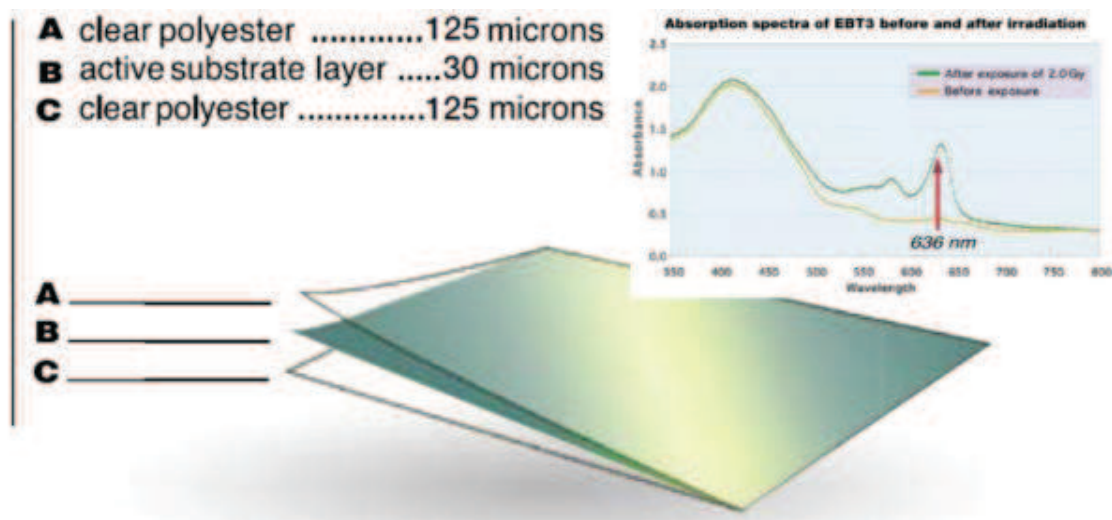 A clear polyester .............125 microns
B active substrate layer .....30 microns
C clear polyester ..............125 microns
Absorption spectra of EBT3 before and after irradiation
2.5
2.0
1.5
1.0
0.5
0.0
Absorbance
After exposure of 2.0Gy
Before exposure
636 nm
350 400 450 500 550 600 650 700 750 800
Wavelength
A
B
C